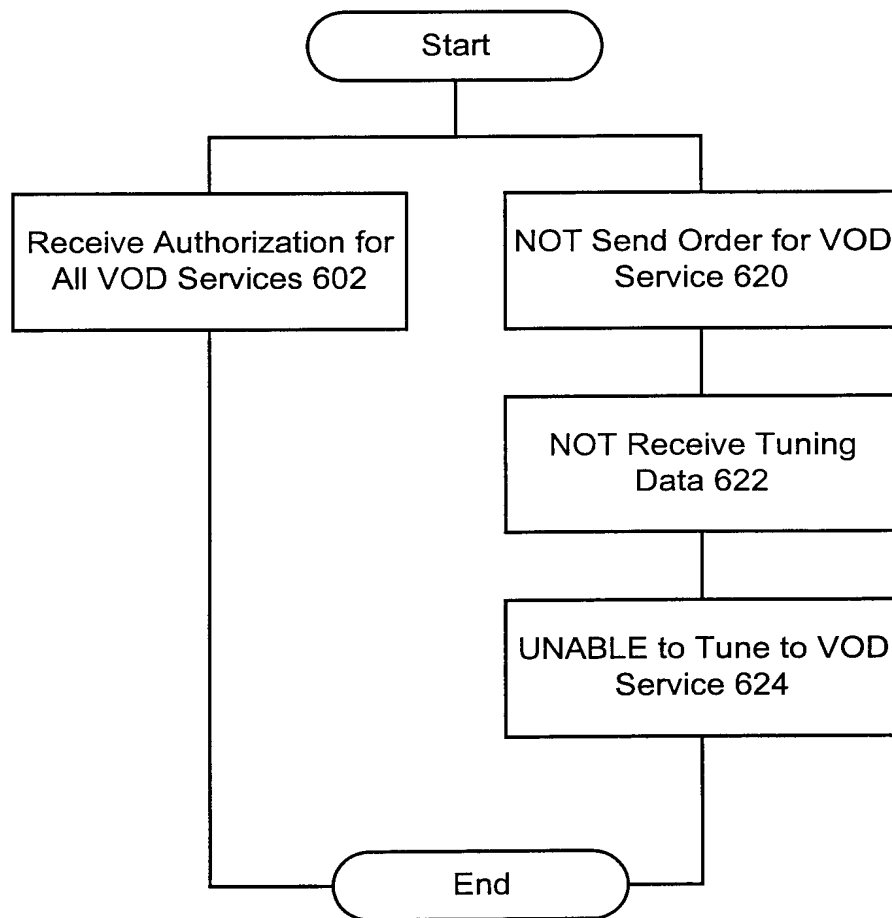 Start
Receive Authorization for
All VOD Services 602
NOT Send Order for VOD
Service 620
NOT Receive Tuning
Data 622
UNABLE to Tune to VOD
Service 624
End